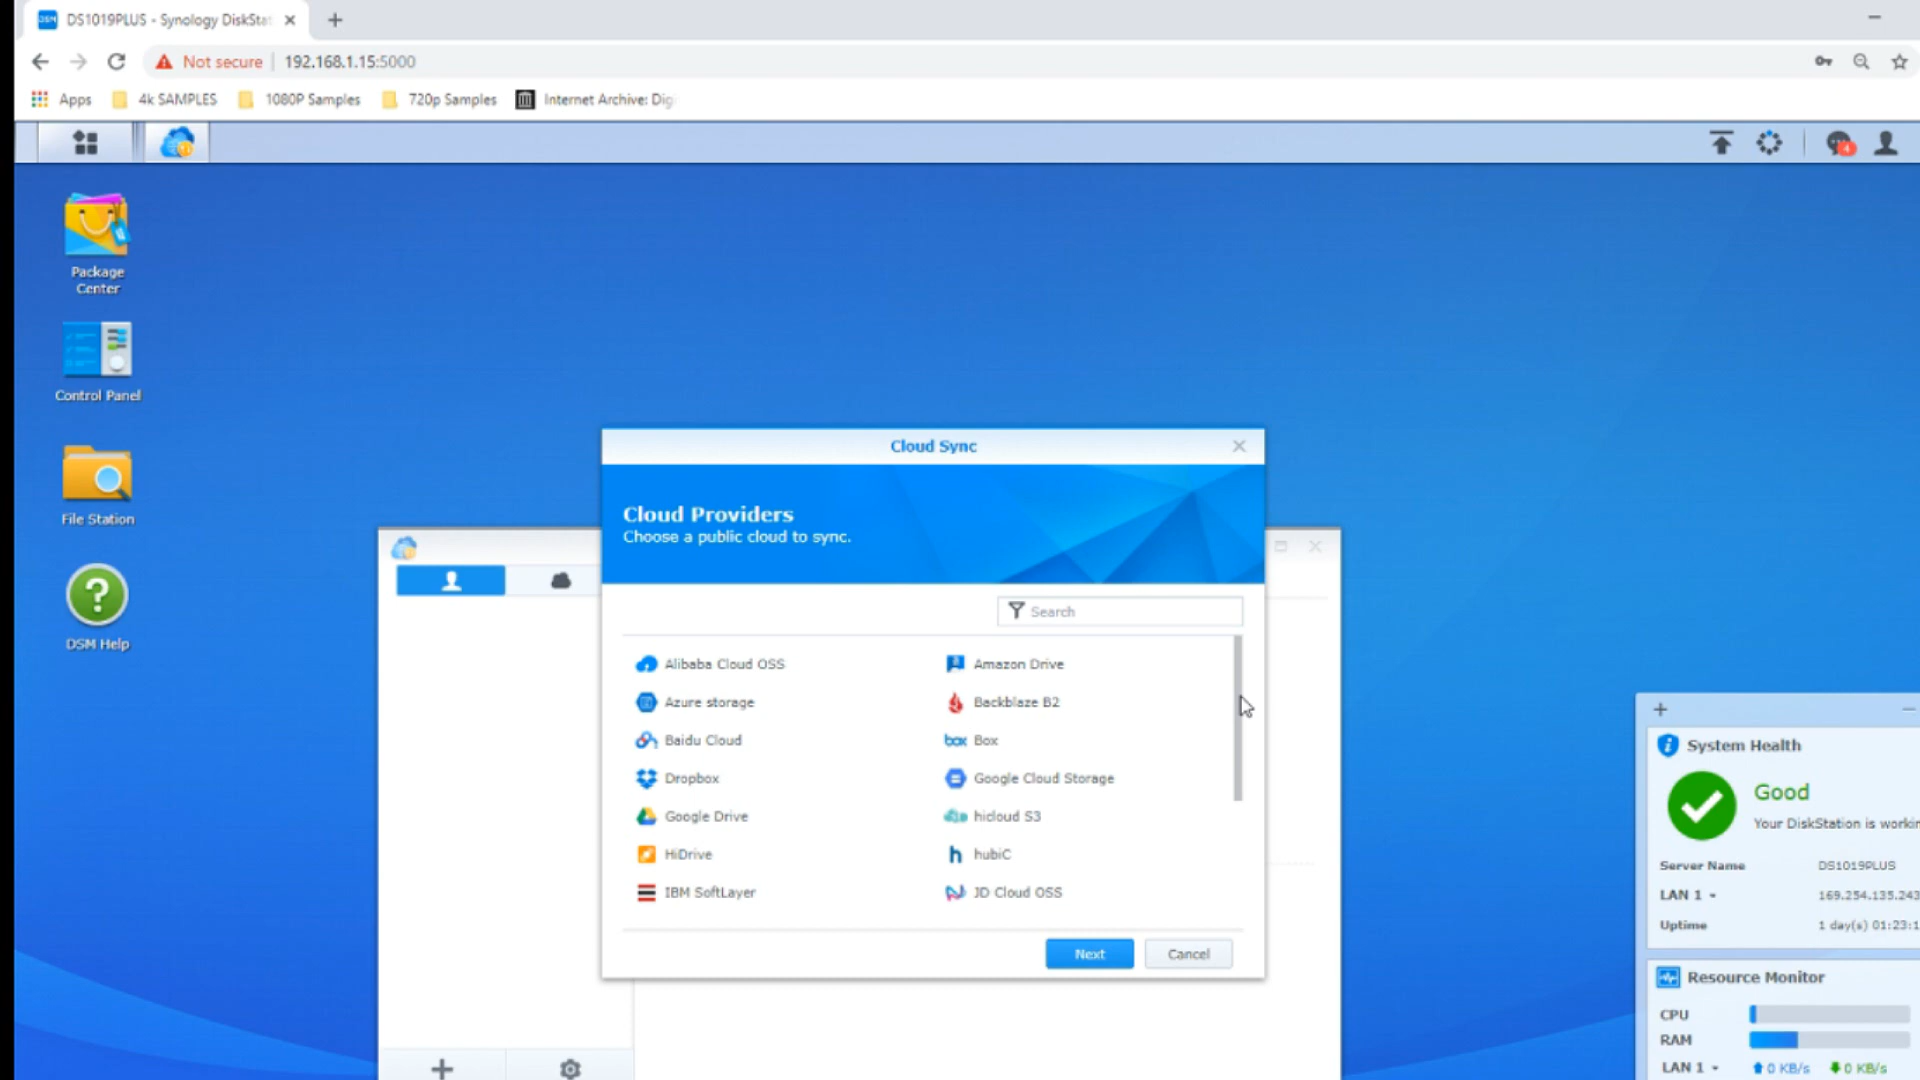 DS1019PLUS - Synology DiskStat
Not secure
192.168.1.15:5000
Apps
4k SAMPLES
1080P Samples
720p Samples
Internet Archive: Digi
4
Package
Center
Control Panel
File Station
DSM Help
Cloud Sync
Cloud Providers
Choose a public cloud to sync.
Search
Alibaba Cloud OSS
Amazon Drive
Azure storage
Backblaze B2
Baidu Cloud
box Box
Dropbox
Google Cloud Storage
Google Drive
hicloud S3
HiDrive
hubiC
IBM SoftLayer
JD Cloud OSS
Next
Cancel
System Health
Good
Your DiskStation is workin
Server Name
DS1019PLUS
LAN 1
169.254.135.243
Uptime
1 day(s) 01:23:1
Resource Monitor
CPU
RAM
LAN 1
0 KB/s
0 KB/s